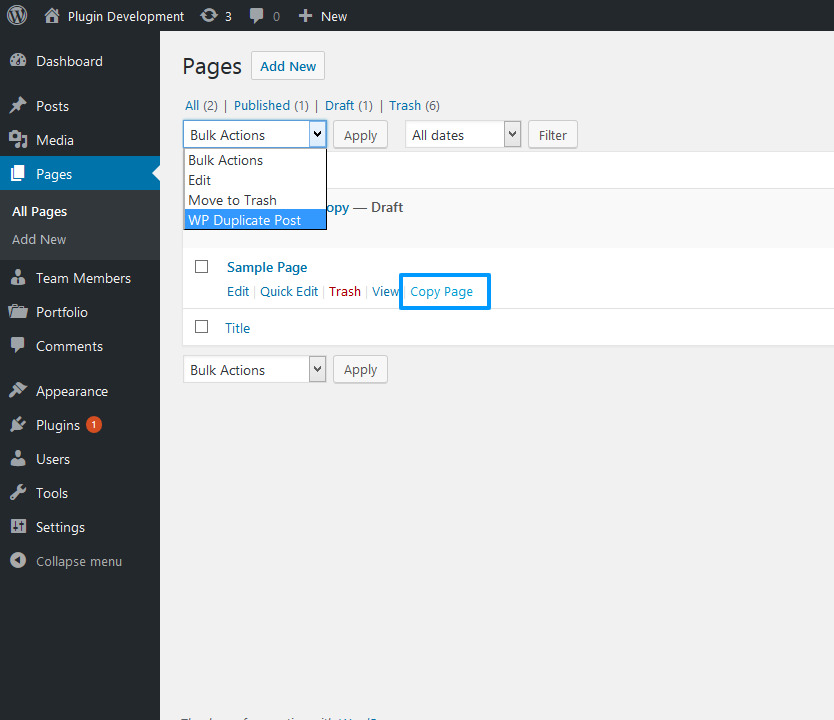 Plugin Development 3 0 New
Dashboard
Posts
Media
Pages
All Pages
Add New
Team Members
Portfolio
Comments
Appearance
Plugins 1
Users
Tools
Settings
Collapse menu
Pages Add New
All (2) | Published (1) | Draft (1) | Trash (6)
Bulk Actions Apply All dates Filter
Bulk Actions
Edit
Move to Trash
WP Duplicate Post
opy — Draft
Sample Page
Edit | Quick Edit | Trash | View Copy Page
Title
Bulk Actions Apply